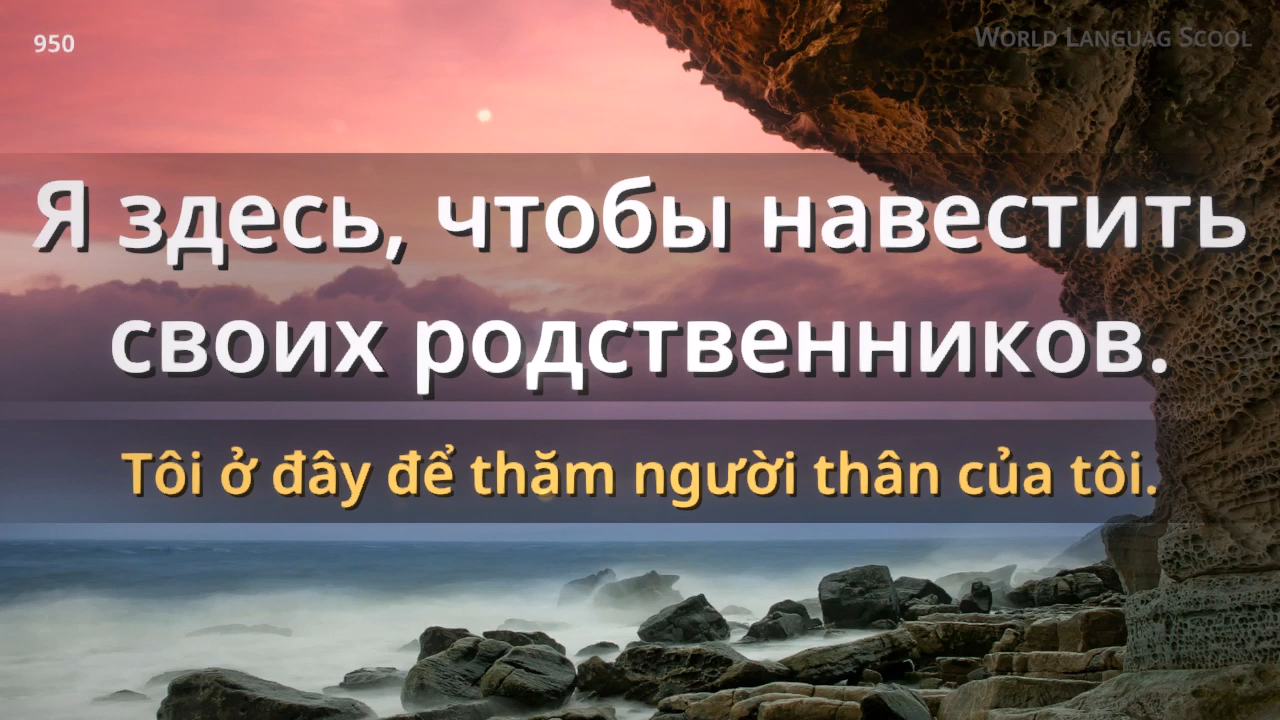 950
World Languag Scool
Я здесь, чтобы навестить
своих родственников.
Tôi ở đây để thăm người thân của tôi.